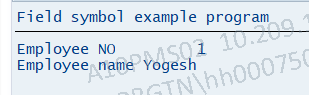 Field symbol example program
Employee NO 1
Employee name Yogesh